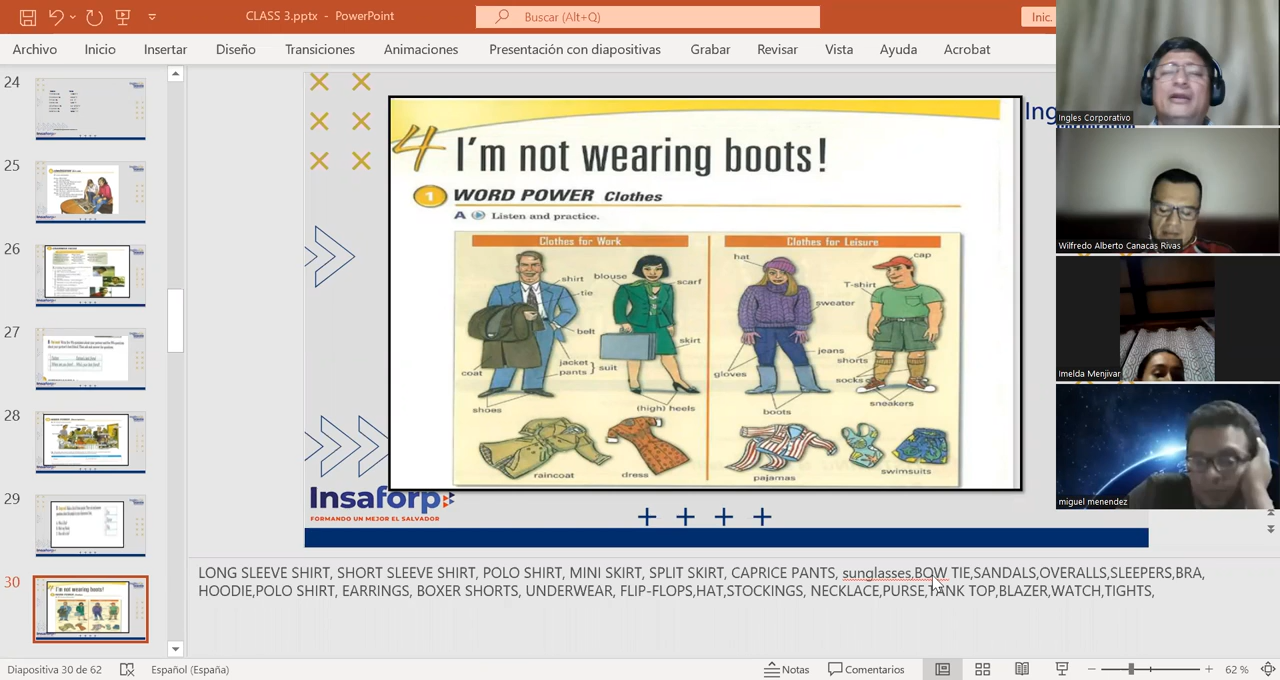 CLASS 3.pptx - PowerPoint
Buscar (Alt+Q)
Inic.
Archivo Inicio Insertar Diseño Transiciones Animaciones Presentación con diapositivas Grabar Revisar Vista Ayuda Acrobat
24
25
26
27
28
29
30
Ing
4 I'm not wearing boots!
1 WORD POWER Clothes
A Listen and practice.
Clothes for Work
Clothes for Leisure
shirt
blouse
scarf
tie
belt
skirt
jacket
pants
suit
coat
shoes
(high) heels
raincoat
dress
hat
cap
T-shirt
sweater
jeans
shorts
gloves
socks
boots
sneakers
pajamas
swimsuits
Insaforp
FORMANDO UN MEJOR EL SALVADOR
Ingles Corporativo
Wilfredo Alberto Canacas Rivas
Imelda Menjivar
miguel menendez
LONG SLEEVE SHIRT, SHORT SLEEVE SHIRT, POLO SHIRT, MINI SKIRT, SPLIT SKIRT, CAPRICE PANTS, sunglasses,BOW TIE,SANDALS,OVERALLS,SLEEPERS,BRA,
HOODIE,POLO SHIRT, EARRINGS, BOXER SHORTS, UNDERWEAR, FLIP-FLOPS,HAT,STOCKINGS, NECKLACE,PURSE,TANK TOP,BLAZER,WATCH,TIGHTS,
Diapositiva 30 de 62
Español (España)
Notas
Comentarios
62 %